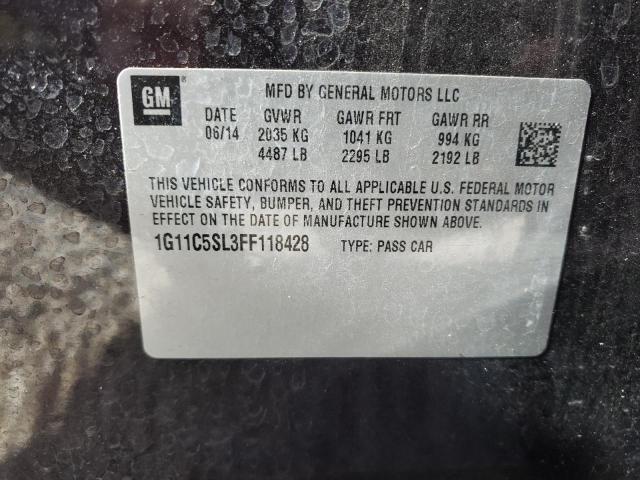 GM ®
MFD BY GENERAL MOTORS LLC
DATE GVWR GAWR FRT GAWR RR
06/14 2035 KG 1041 KG 994 KG
4487 LB 2295 LB 2192 LB
THIS VEHICLE CONFORMS TO ALL APPLICABLE U.S. FEDERAL MOTOR
VEHICLE SAFETY, BUMPER, AND THEFT PREVENTION STANDARDS IN
EFFECT ON THE DATE OF MANUFACTURE SHOWN ABOVE.
1G11C5SL3FF118428 TYPE: PASS CAR